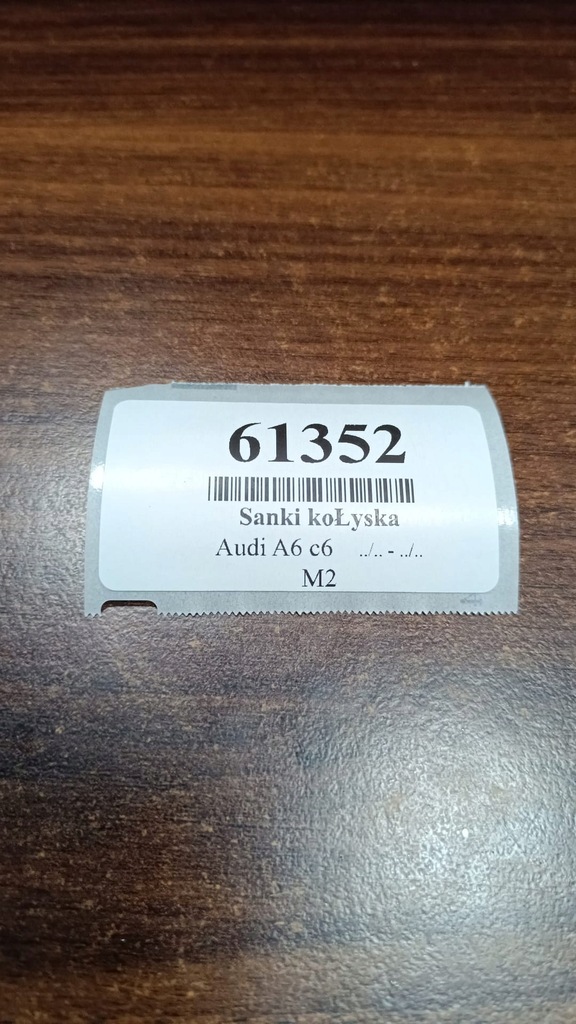 61352
Sanki koŁyska
Audi A6 c6 ../.. - ../..
M2